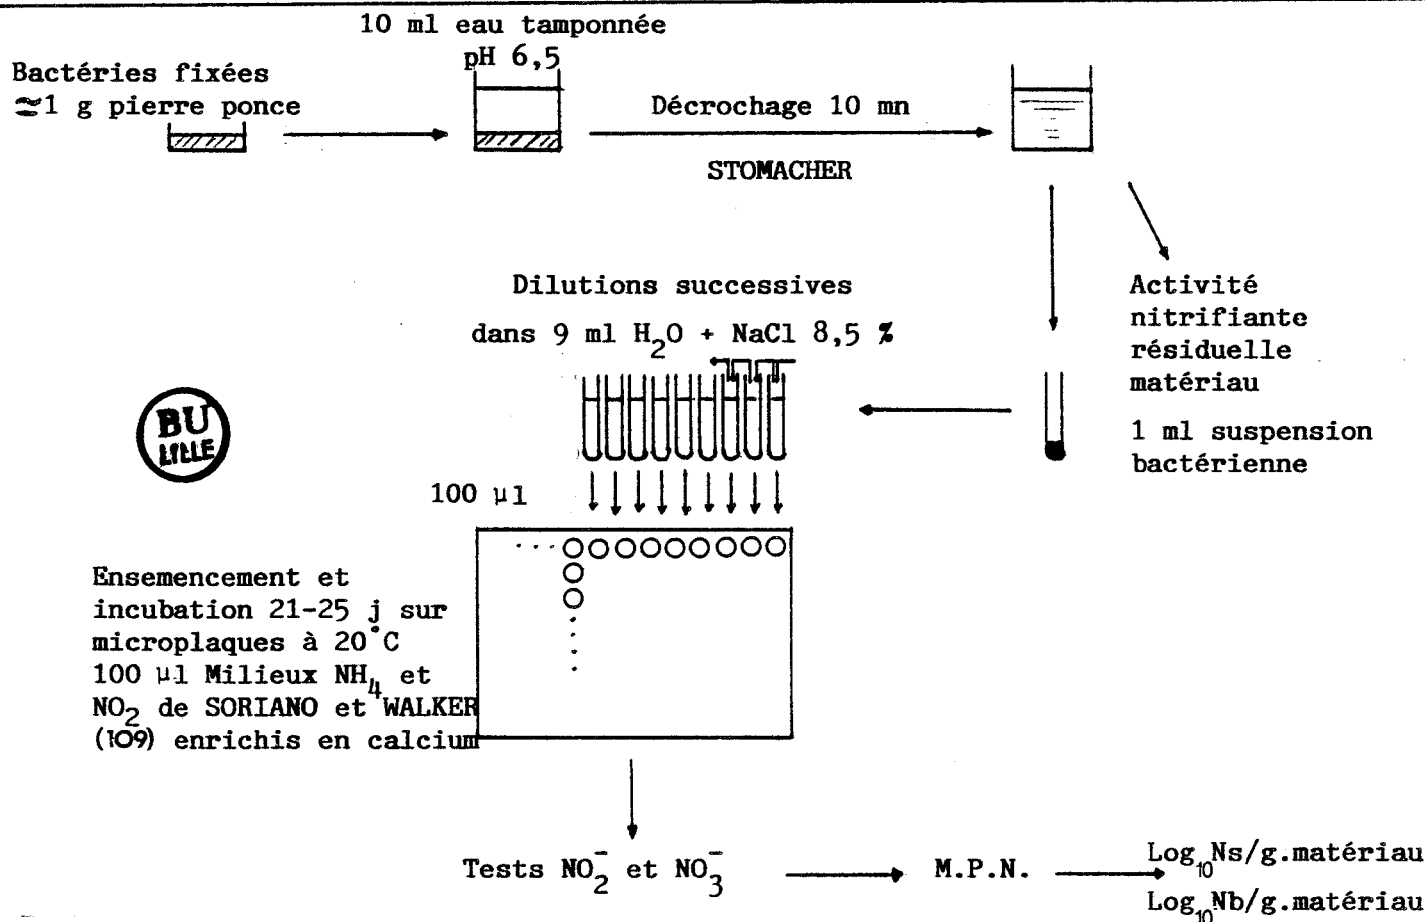 10 ml eau tamponnée
pH 6,5
Bactéries fixées
≃1 g pierre ponce
Décrochage 10 mn
STOMACHER
Dilutions successives
dans 9 ml H₂O + NaCl 8,5 %
Activité
nitrifiante
résiduelle
matériau
1 ml suspension
bactérienne
BU
LILLE
100 µl
Ensemencement et
incubation 21-25 j sur
microplaques à 20°C
100 µl Milieux NH₄ et
NO₂ de SORIANO et WALKER
(109) enrichis en calcium
Tests NO₂⁻ et NO₃⁻
M.P.N.
Log₁₀Ns/g.matériau
Log₁₀Nb/g.matériau